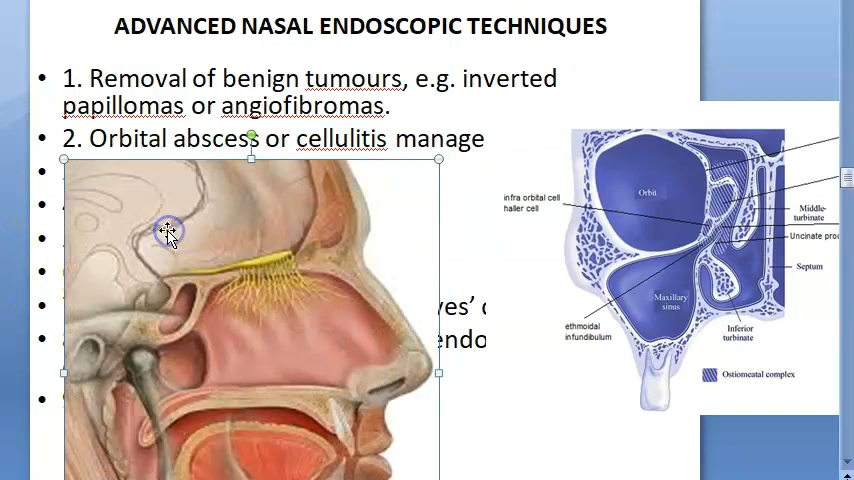 ADVANCED NASAL ENDOSCOPIC TECHNIQUES
• 1. Removal of benign tumours, e.g. inverted
papillomas or angiofibromas.
• 2. Orbital abscess or cellulitis manage
yes’
endo
Orbit
infra orbital cell
haller cell
Middle
turbinate
Uncinate proc
Septum
Maxillary
sinus
ethmoidal
infundibulum
Inferior
turbinate
Ostiomeatal complex